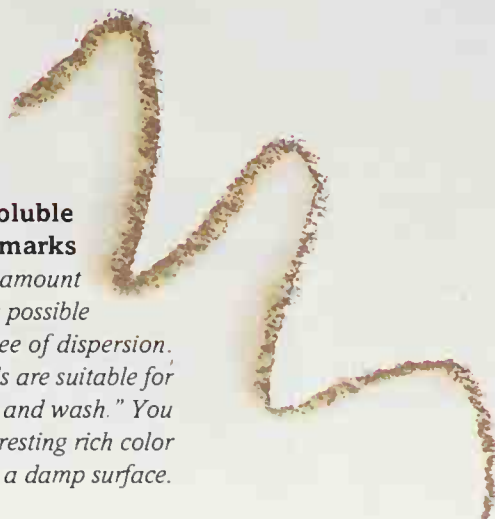 oluble
marks
amount
possible
ee of dispersion.
s are suitable for
and wash." You
resting rich color
a damp surface.